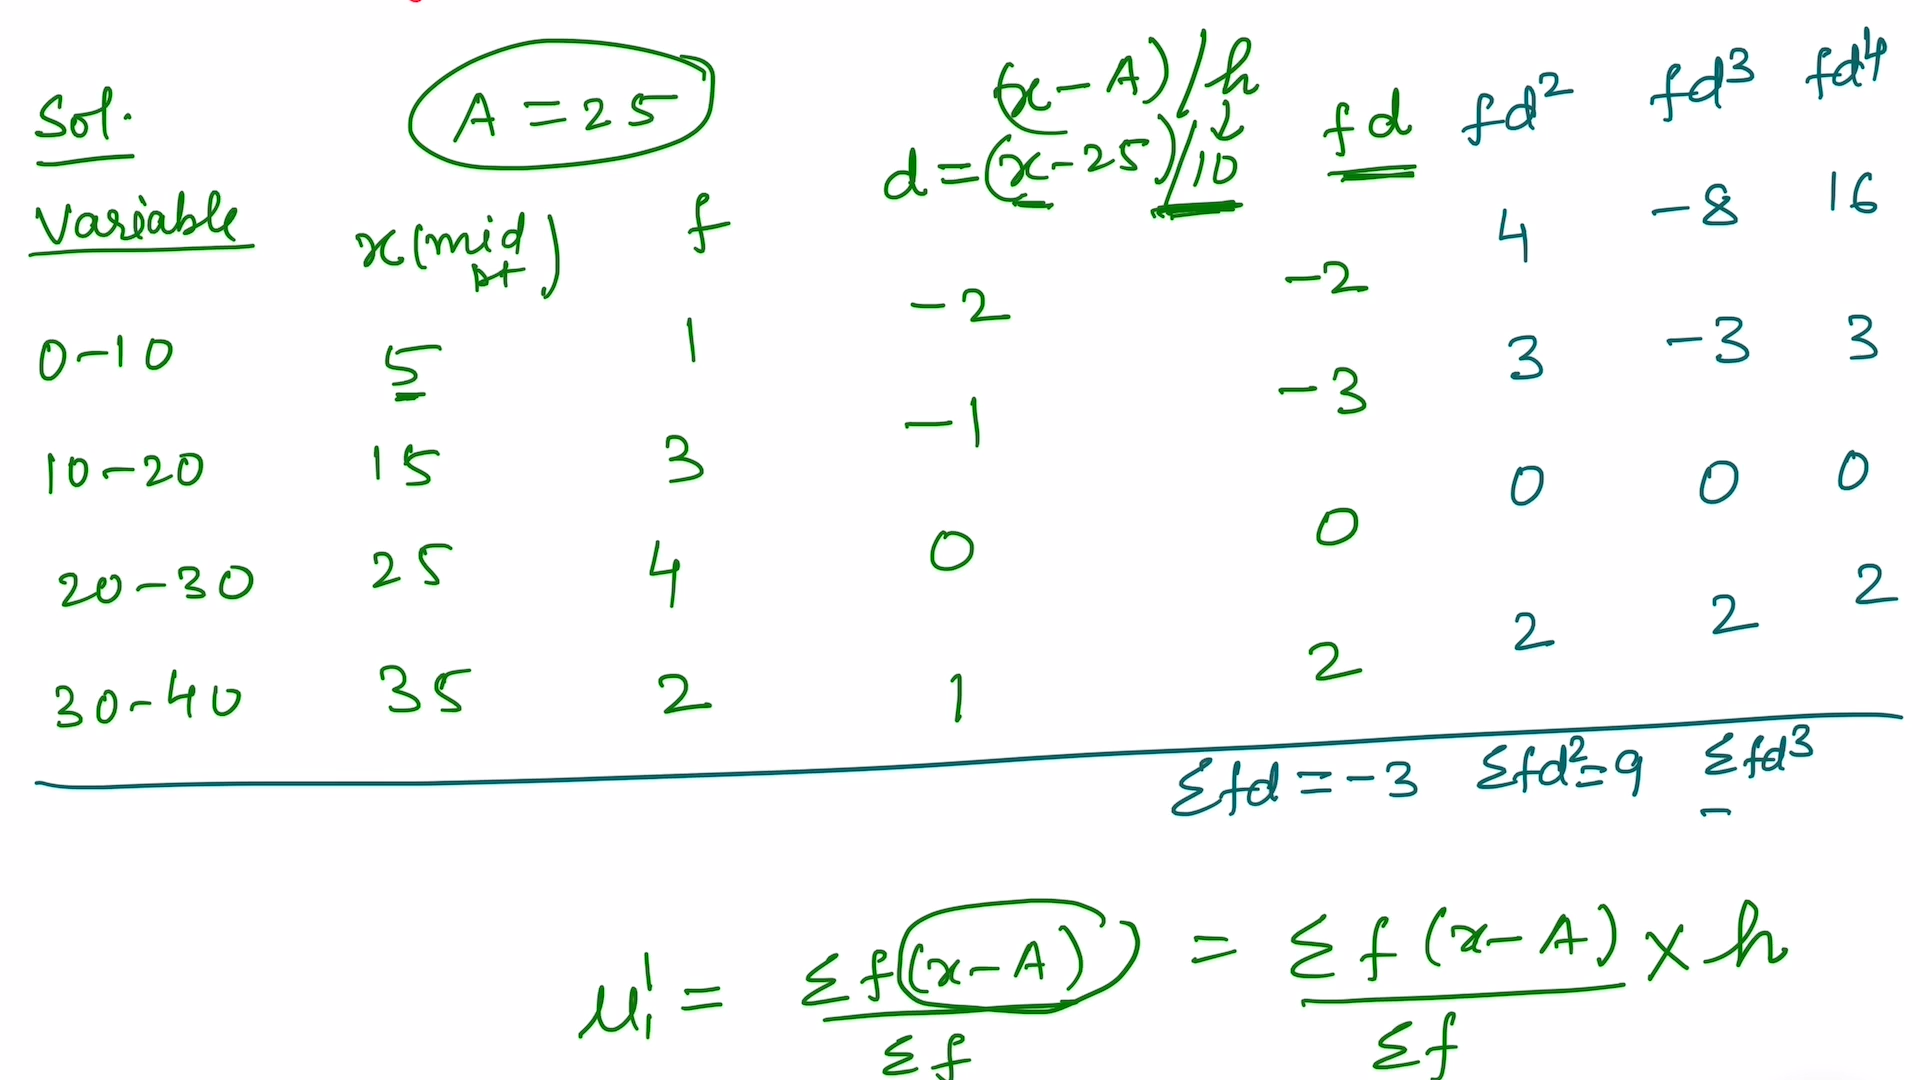 Sol. A = 25 (x-A)/h
d = (x-25)/10 fd fd² fd³ fd⁴
Variable x (mid pt) f
4 -8 16
0-10 5 1 -2 -2
3 -3 3
10-20 15 3 -1 -3
0 0 0
20-30 25 4 0 0
2 2 2
30-40 35 2 1 2
Σfd = -3 Σfd² = 9 Σfd³
μ₁' = Σf(x-A) / Σf = Σf(x-A) / Σf × h